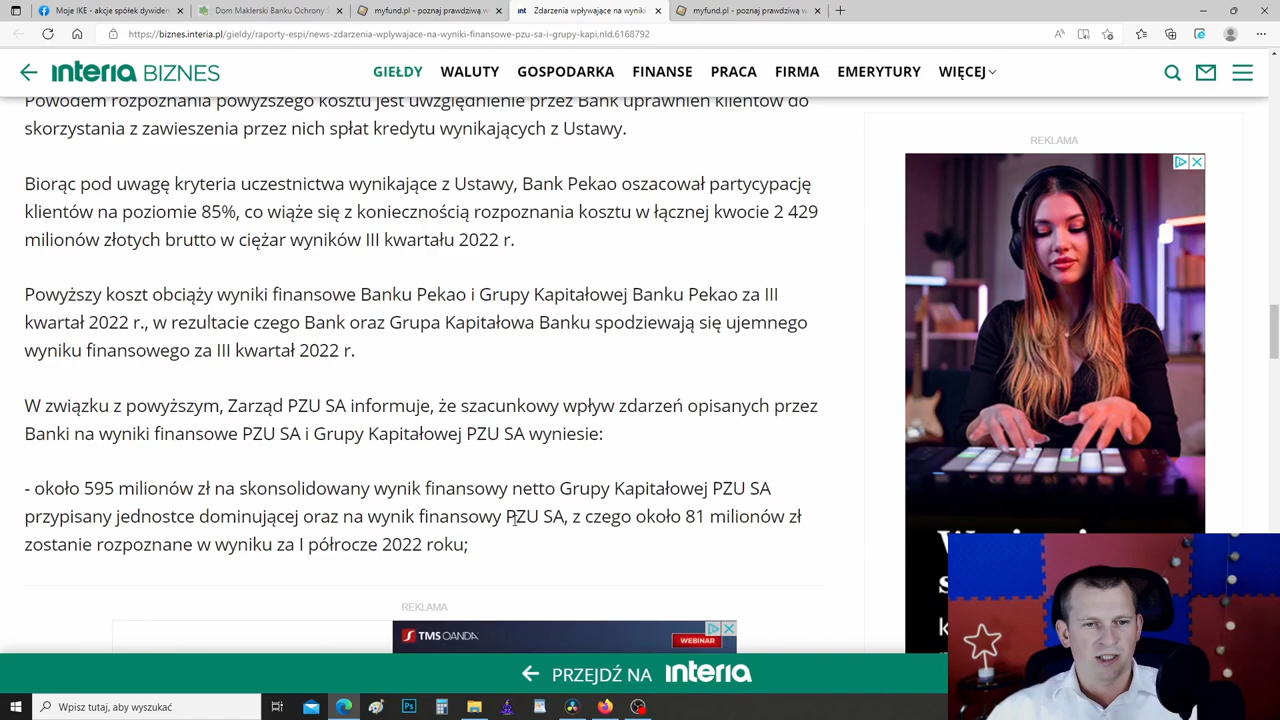 Moje IKE - akcje spółek dywiden
Dom Maklerski Banku Ochrony Ś
myfund.pl - poznaj prawdziwą w
Zdarzenia wpływające na wyniki
myfund.pl - poznaj prawdziwą w
https://biznes.interia.pl/gieldy/raporty-espi/news-zdarzenia-wplywajace-na-wyniki-finansowe-pzu-sa-i-grupy-kapi,nId,6168792
interia BIZNES
GIEŁDY WALUTY GOSPODARKA FINANSE PRACA FIRMA EMERYTURY WIĘCEJ
Powodem rozpoznania powyższego kosztu jest uwzględnienie przez Bank uprawnień klientów do
skorzystania z zawieszenia przez nich spłat kredytu wynikających z Ustawy.
REKLAMA
Biorąc pod uwagę kryteria uczestnictwa wynikające z Ustawy, Bank Pekao oszacował partycypację
klientów na poziomie 85%, co wiąże się z koniecznością rozpoznania kosztu w łącznej kwocie 2 429
milionów złotych brutto w ciężar wyników III kwartału 2022 r.
Powyższy koszt obciąży wyniki finansowe Banku Pekao i Grupy Kapitałowej Banku Pekao za III
kwartał 2022 r., w rezultacie czego Bank oraz Grupa Kapitałowa Banku spodziewają się ujemnego
wyniku finansowego za III kwartał 2022 r.
W związku z powyższym, Zarząd PZU SA informuje, że szacunkowy wpływ zdarzeń opisanych przez
Banki na wyniki finansowe PZU SA i Grupy Kapitałowej PZU SA wyniesie:
- około 595 milionów zł na skonsolidowany wynik finansowy netto Grupy Kapitałowej PZU SA
przypisany jednostce dominującej oraz na wynik finansowy PZU SA, z czego około 81 milionów zł
zostanie rozpoznane w wyniku za I półrocze 2022 roku;
REKLAMA
TMS OANDA
WEBINAR
PRZEJDŹ NA interia
Wpisz tutaj, aby wyszukać
Ps